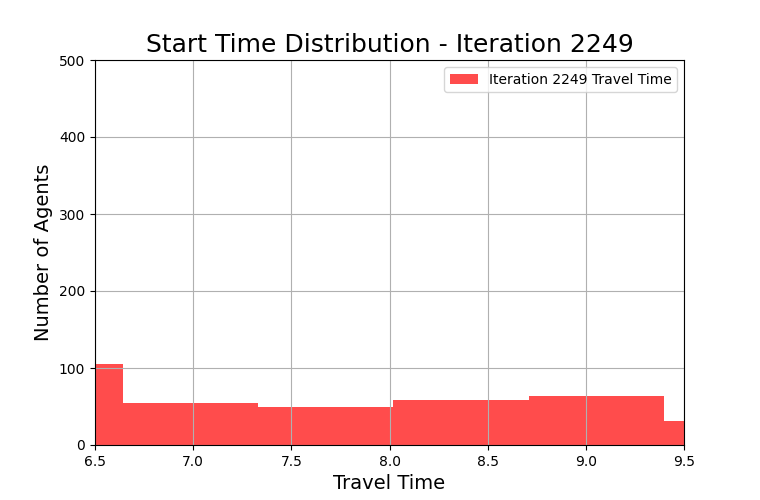 Start Time Distribution - Iteration 2249
Iteration 2249 Travel Time
Number of Agents
500
400
300
200
100
0
6.5 7.0 7.5 8.0 8.5 9.0 9.5
Travel Time